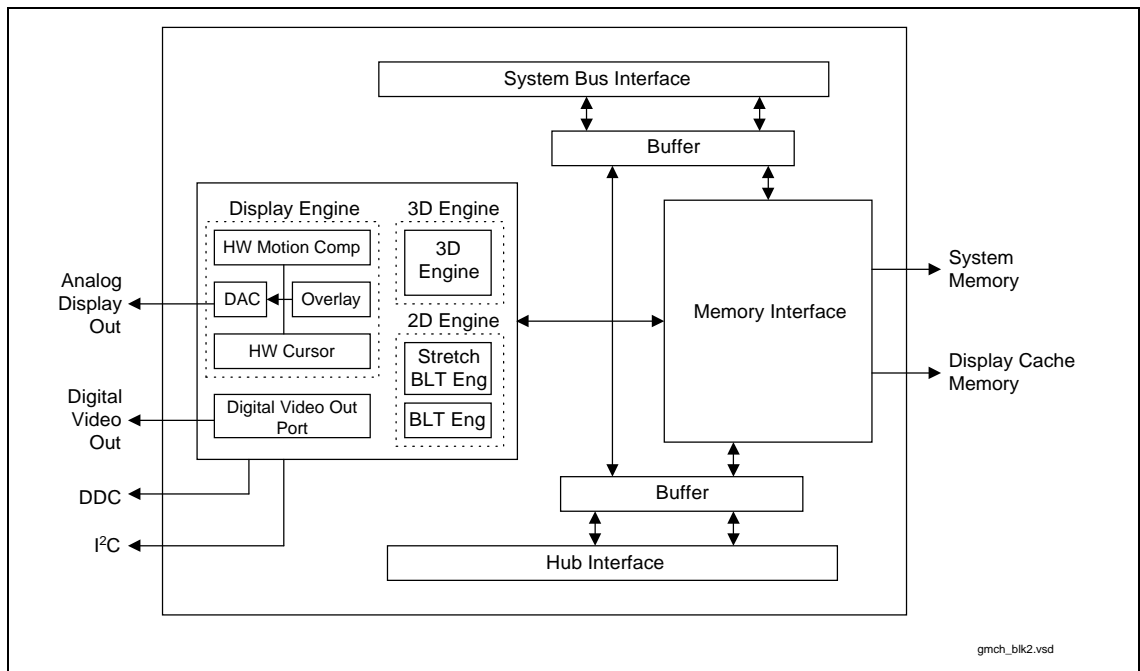 System Bus Interface
Buffer
Display Engine
3D Engine
HW Motion Comp
3D
Engine
DAC
Overlay
HW Cursor
2D Engine
Stretch
BLT Eng
BLT Eng
Digital Video Out
Port
Memory Interface
Analog
Display
Out
Digital
Video
Out
DDC
I²C
System
Memory
Display Cache
Memory
Buffer
Hub Interface
gmch_blk2.vsd